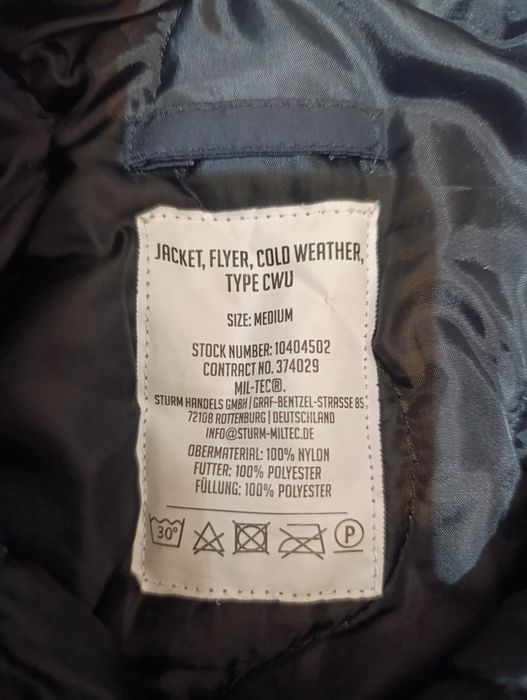 JACKET, FLYER, COLD WEATHER,
TYPE CWU
SIZE: MEDIUM
STOCK NUMBER: 10404502
CONTRACT NO. 374029
MIL-TEC®.
STURM HANDELS GMBH | GRAF-BENTZEL-STRASSE 85,
72108 ROTTENBURG | DEUTSCHLAND
INFO@STURM-MILTEC.DE
OBERMATERIAL: 100% NYLON
FUTTER: 100% POLYESTER
FÜLLUNG: 100% POLYESTER
30° P